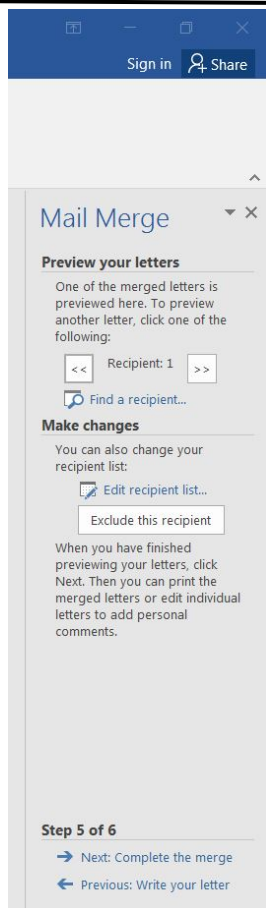 Sign in Share
Mail Merge
Preview your letters
One of the merged letters is
previewed here. To preview
another letter, click one of the
following:
<< Recipient: 1 >>
Find a recipient...
Make changes
You can also change your
recipient list:
Edit recipient list...
Exclude this recipient
When you have finished
previewing your letters, click
Next. Then you can print the
merged letters or edit individual
letters to add personal
comments.
Step 5 of 6
Next: Complete the merge
Previous: Write your letter